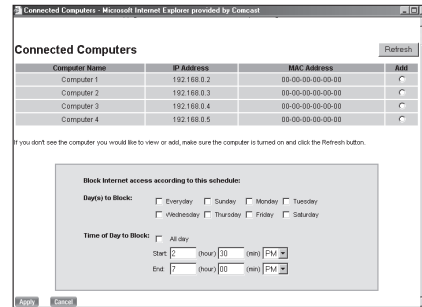 Connected Computers - Microsoft Internet Explorer provided by Comcast
Connected Computers
Refresh
Computer Name IP Address MAC Address Add
Computer 1 192.168.0.2 00-00-00-00-00-00
Computer 2 192.168.0.3 00-00-00-00-00-00
Computer 3 192.168.0.4 00-00-00-00-00-00
Computer 4 192.168.0.5 00-00-00-00-00-00
If you don't see the computer you would like to view or add, make sure the computer is turned on and click the Refresh button.
Block Internet access according to this schedule:
Day(s) to Block: Everyday Sunday Monday Tuesday
Wednesday Thursday Friday Saturday
Time of Day to Block: All day
Start: 2 (hour) 30 (min) PM
End: 7 (hour) 00 (min) PM
Apply Cancel